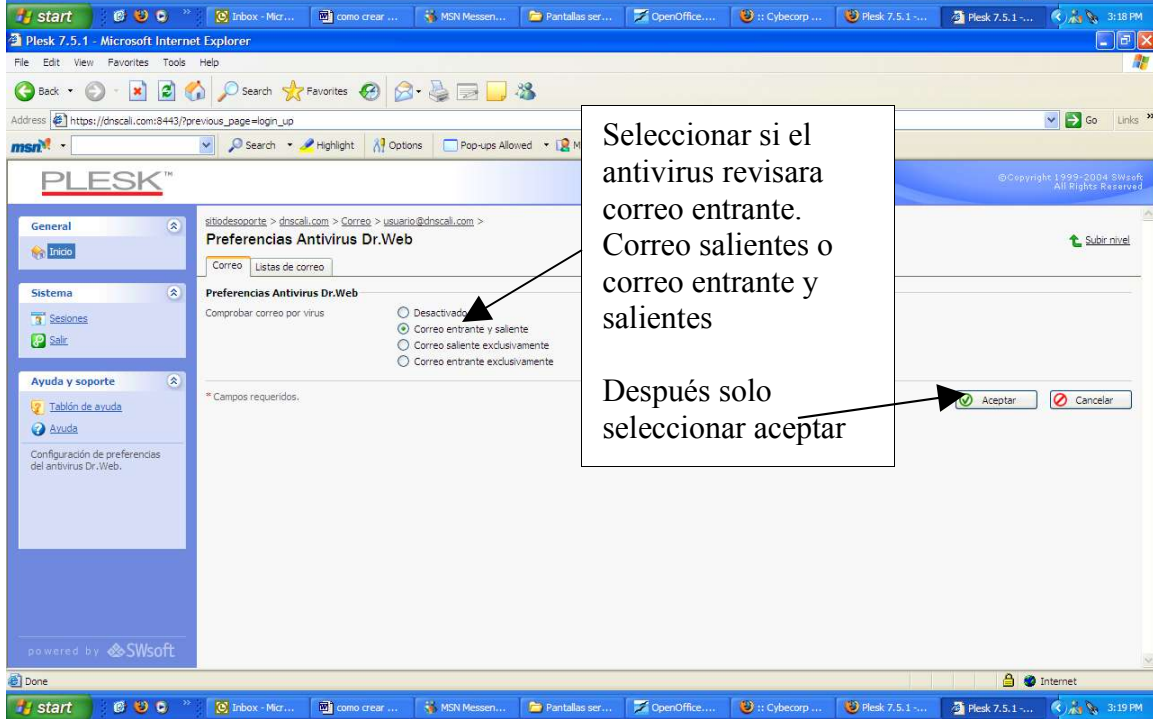 start
Inbox - Micr...
como crear ...
MSN Messen...
Pantallas ser...
OpenOffice....
:: Cybecorp ...
Plesk 7.5.1 -...
Plesk 7.5.1 -...
3:18 PM
Plesk 7.5.1 - Microsoft Internet Explorer
File Edit View Favorites Tools Help
Back Search Favorites
Address https://dnscali.com:8443/?previous_page=login_up Go Links
msn Search Highlight Options Pop-ups Allowed
PLESK™
©Copyright 1999-2004 SWsoft
All Rights Reserved
General
Inicio
Sistema
Sesiones
Salir
Ayuda y soporte
Tablón de ayuda
Ayuda
Configuración de preferencias
del antivirus Dr.Web.
powered by SWsoft
sitiodesoporte > dnscali.com > Correo > usuario@dnscali.com >
Preferencias Antivirus Dr.Web
Subir nivel
Correo Listas de correo
Preferencias Antivirus Dr.Web
Comprobar correo por virus
Desactivado
Correo entrante y saliente
Correo saliente exclusivamente
Correo entrante exclusivamente
* Campos requeridos.
Aceptar Cancelar
Seleccionar si el
antivirus revisara
correo entrante.
Correo salientes o
correo entrante y
salientes
Después solo
seleccionar aceptar
Done
Internet
start
Inbox - Micr...
como crear ...
MSN Messen...
Pantallas ser...
OpenOffice....
:: Cybecorp ...
Plesk 7.5.1 -...
Plesk 7.5.1 -...
3:19 PM